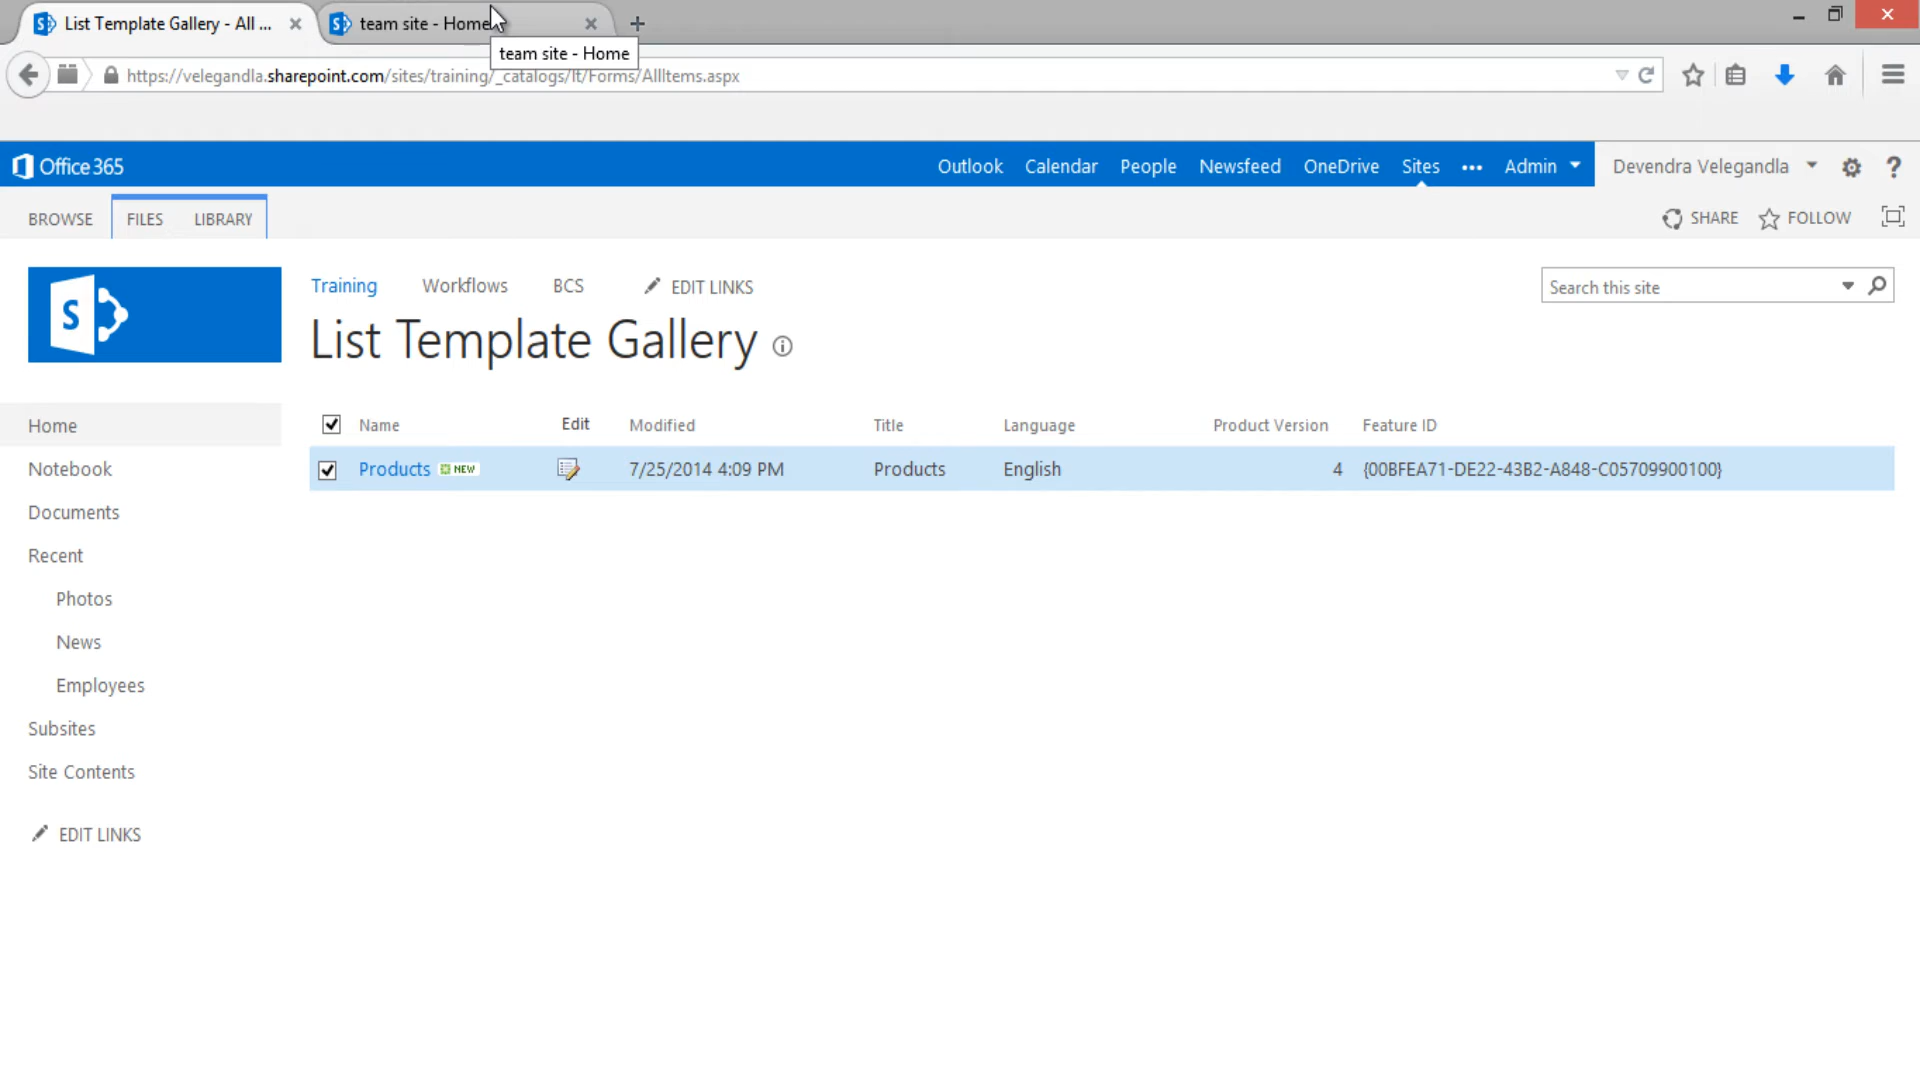 List Template Gallery - All ...
team site - Home
team site - Home
https://velegandla.sharepoint.com/sites/training/_catalogs/lt/Forms/AllItems.aspx
Office 365
Outlook Calendar People Newsfeed OneDrive Sites ••• Admin Devendra Velegandla ?
BROWSE FILES LIBRARY SHARE FOLLOW
S
Training Workflows BCS EDIT LINKS
Search this site
List Template Gallery
Name Edit Modified Title Language Product Version Feature ID
Products NEW 7/25/2014 4:09 PM Products English 4 {00BFEA71-DE22-43B2-A848-C05709900100}
Home
Notebook
Documents
Recent
Photos
News
Employees
Subsites
Site Contents
EDIT LINKS